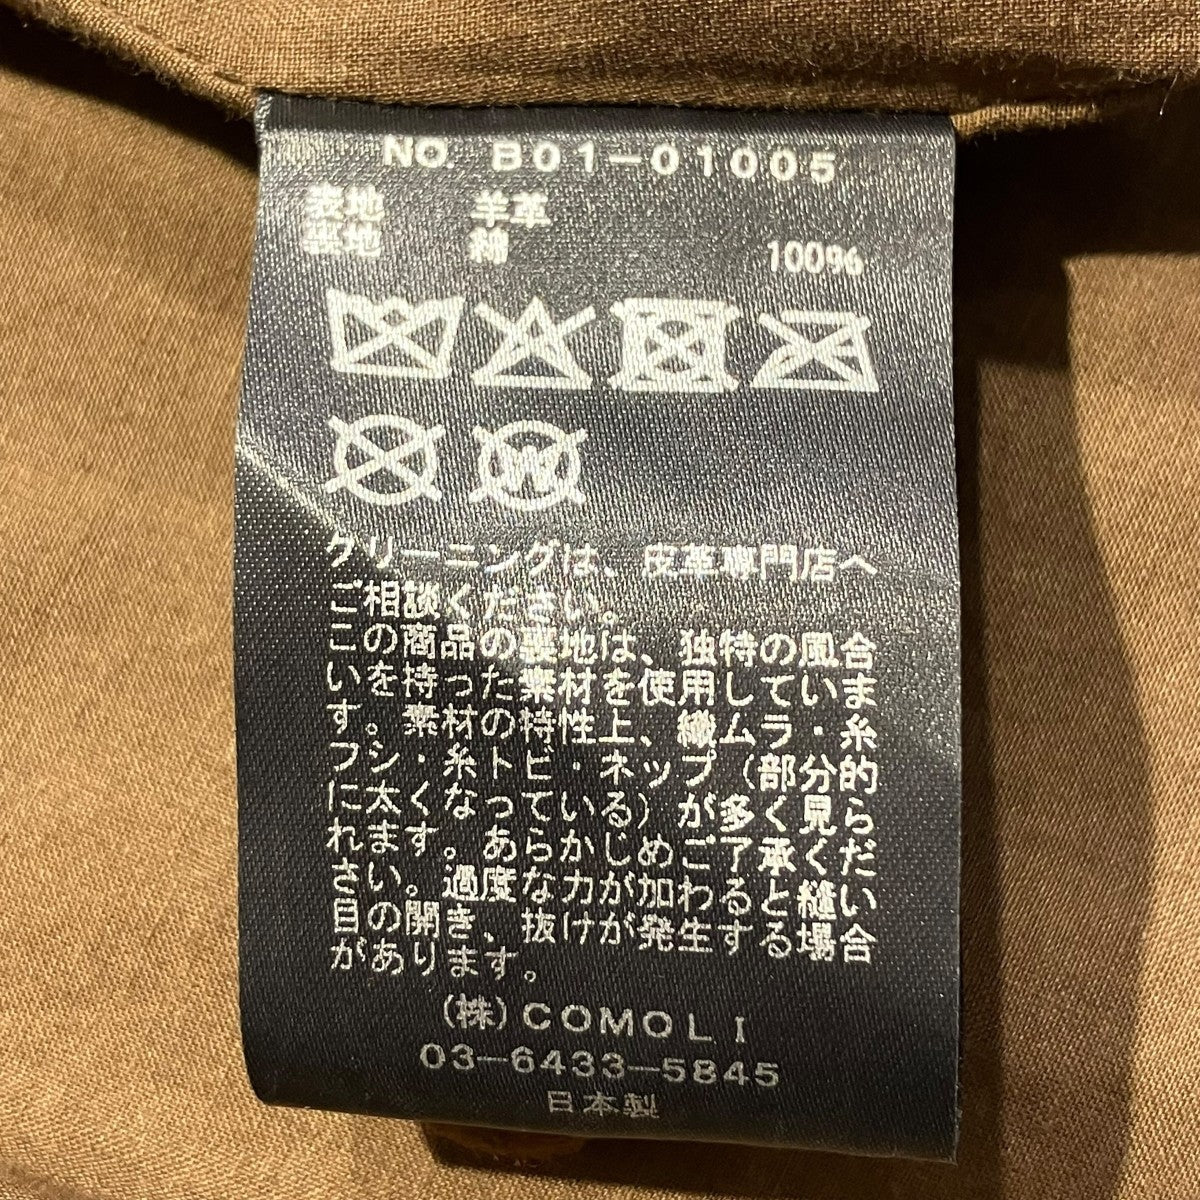 NO. B01-01005
表地 羊革
裏地 綿 100%
W
クリーニングは、皮革専門店へ
ご相談ください。
この商品の裏地は、独特の風合
いを持った素材を使用していま
す。素材の特性上、織ムラ・糸
フシ・糸トビ・ネップ(部分的
に太くなっている)が多く見ら
れます。あらかじめご了承くだ
さい。過度な力が加わると縫い
目の開き、抜けが発生する場合
があります。
(株)COMOLI
03-6433-5845
日本製